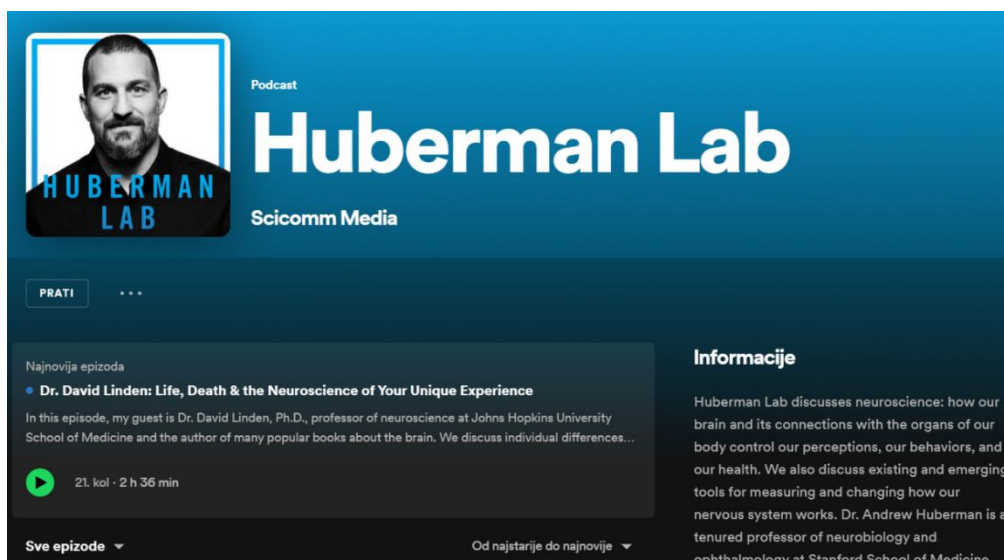 HUBERMAN
LAB
Podcast
Huberman Lab
Scicomm Media
PRATI
Najnovija epizoda
Dr. David Linden: Life, Death & the Neuroscience of Your Unique Experience
In this episode, my guest is Dr. David Linden, Ph.D., professor of neuroscience at Johns Hopkins University
School of Medicine and the author of many popular books about the brain. We discuss individual differences...
21. kol · 2 h 36 min
Sve epizode
Od najstarije do najnovije
Informacije
Huberman Lab discusses neuroscience: how our
brain and its connections with the organs of our
body control our perceptions, our behaviors, and
our health. We also discuss existing and emerging
tools for measuring and changing how our
nervous system works. Dr. Andrew Huberman is a
tenured professor of neurobiology and
ophthalmology at Stanford School of Medicine